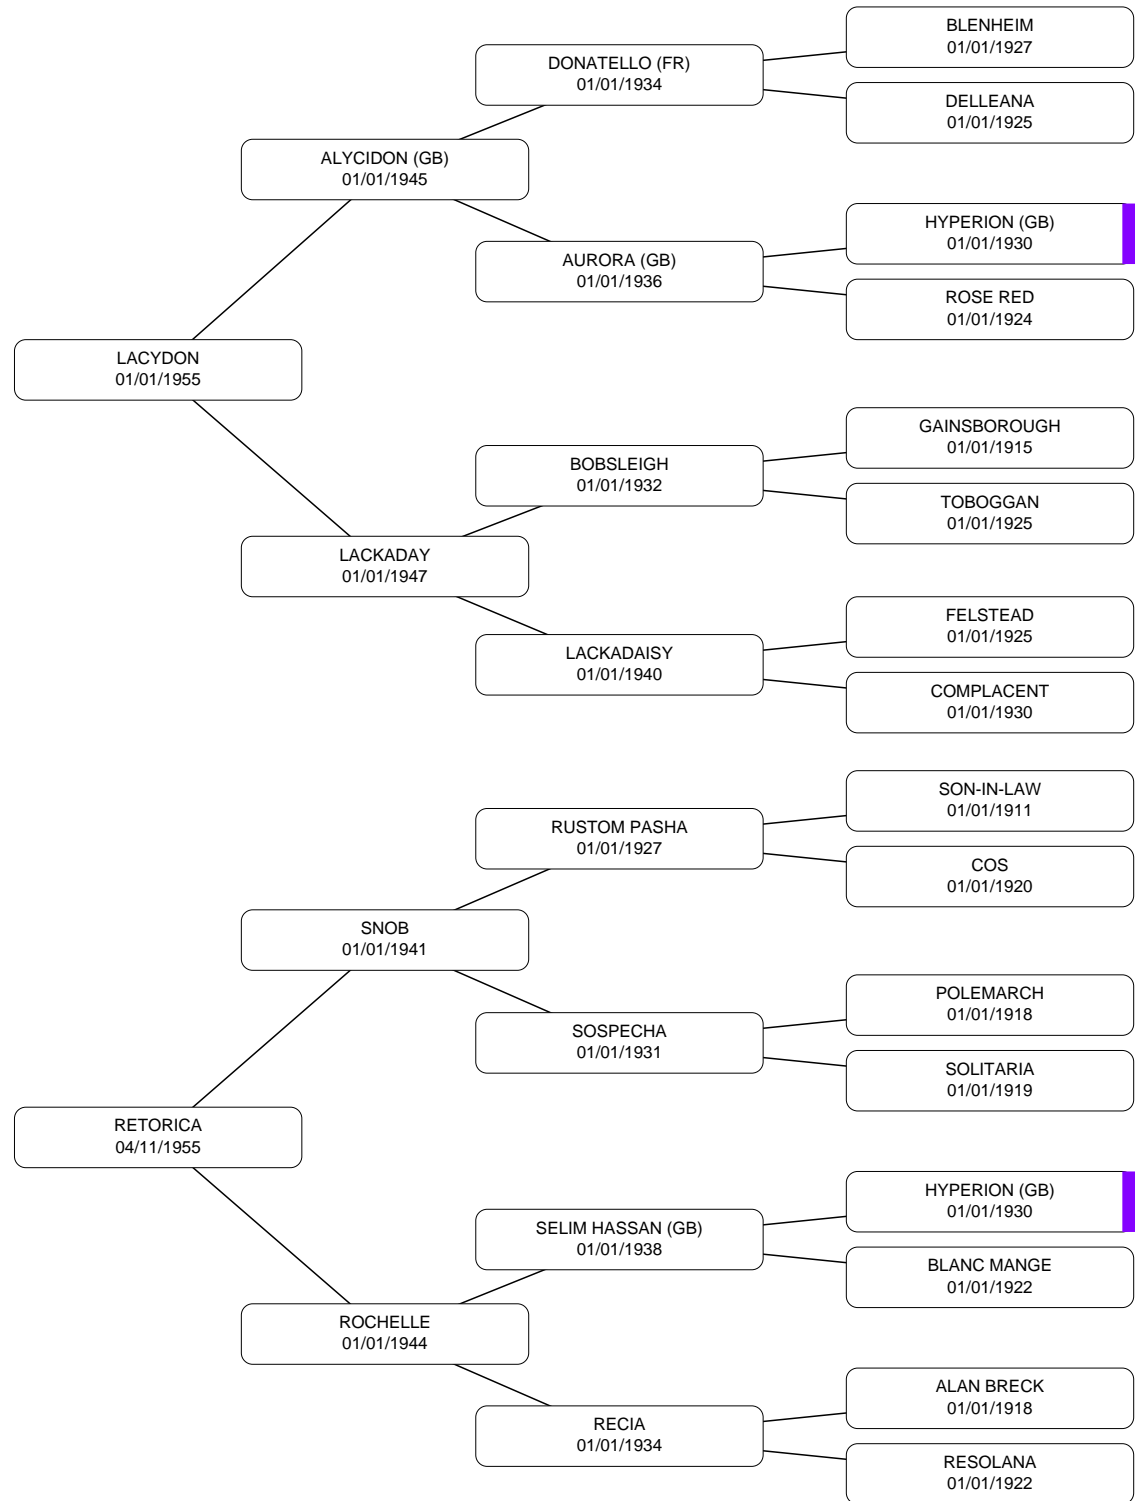 BLENHEIM
01/01/1927
DONATELLO (FR)
01/01/1934
DELLEANA
01/01/1925
ALYCIDON (GB)
01/01/1945
HYPERION (GB)
01/01/1930
AURORA (GB)
01/01/1936
ROSE RED
01/01/1924
LACYDON
01/01/1955
GAINSBOROUGH
01/01/1915
BOBSLEIGH
01/01/1932
TOBOGGAN
01/01/1925
LACKADAY
01/01/1947
FELSTEAD
01/01/1925
LACKADAISY
01/01/1940
COMPLACENT
01/01/1930
SON-IN-LAW
01/01/1911
RUSTOM PASHA
01/01/1927
COS
01/01/1920
SNOB
01/01/1941
POLEMARCH
01/01/1918
SOSPECHA
01/01/1931
SOLITARIA
01/01/1919
RETORICA
04/11/1955
HYPERION (GB)
01/01/1930
SELIM HASSAN (GB)
01/01/1938
BLANC MANGE
01/01/1922
ROCHELLE
01/01/1944
ALAN BRECK
01/01/1918
RECIA
01/01/1934
RESOLANA
01/01/1922